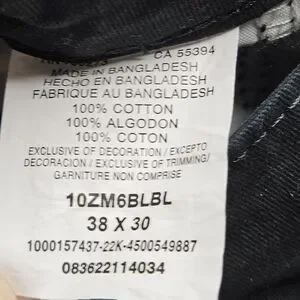 CA 55394
MADE IN BANGLADESH
HECHO EN BANGLADESH
FABRIQUE AU BANGLADESH
100% COTTON
100% ALGODON
100% COTON
EXCLUSIVE OF DECORATION / EXCEPTO
DECORACION / EXCLUSIVE OF TRIMMING/
GARNITURE NON COMPRISE
10ZM6BLBL
38 X 30
1000157437-22K-4500549887
083622114034